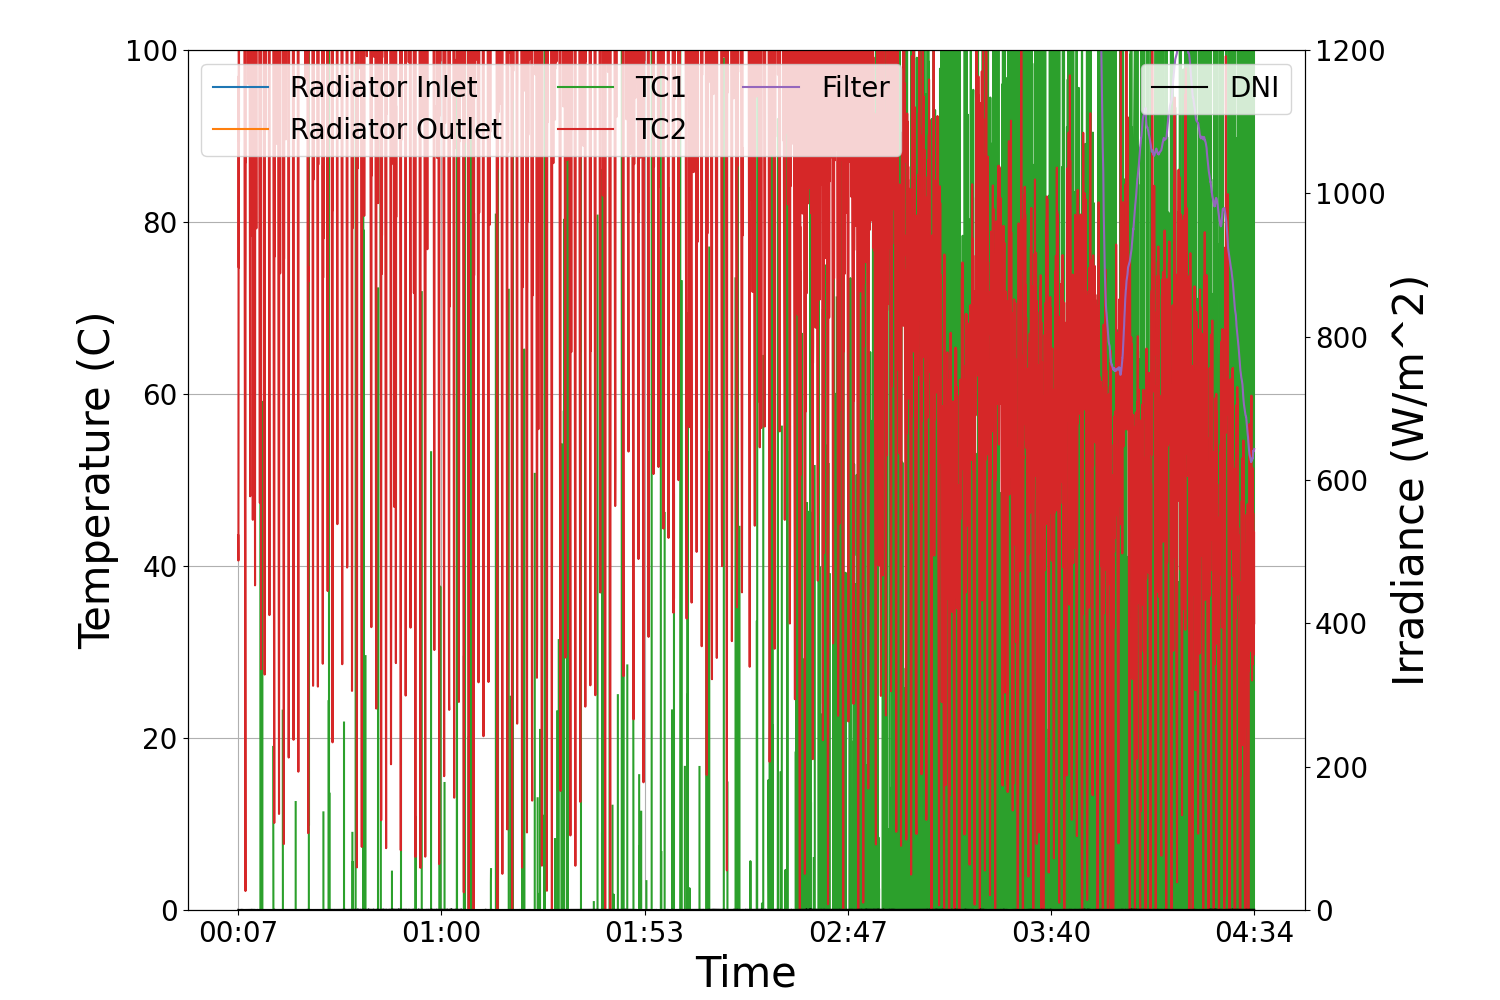 Radiator Inlet
Radiator Outlet
TC1
TC2
Filter
DNI
100
80
60
40
20
0
Temperature (C)
1200
1000
800
600
400
200
0
Irradiance (W/m^2)
00:07 01:00 01:53 02:47 03:40 04:34
Time